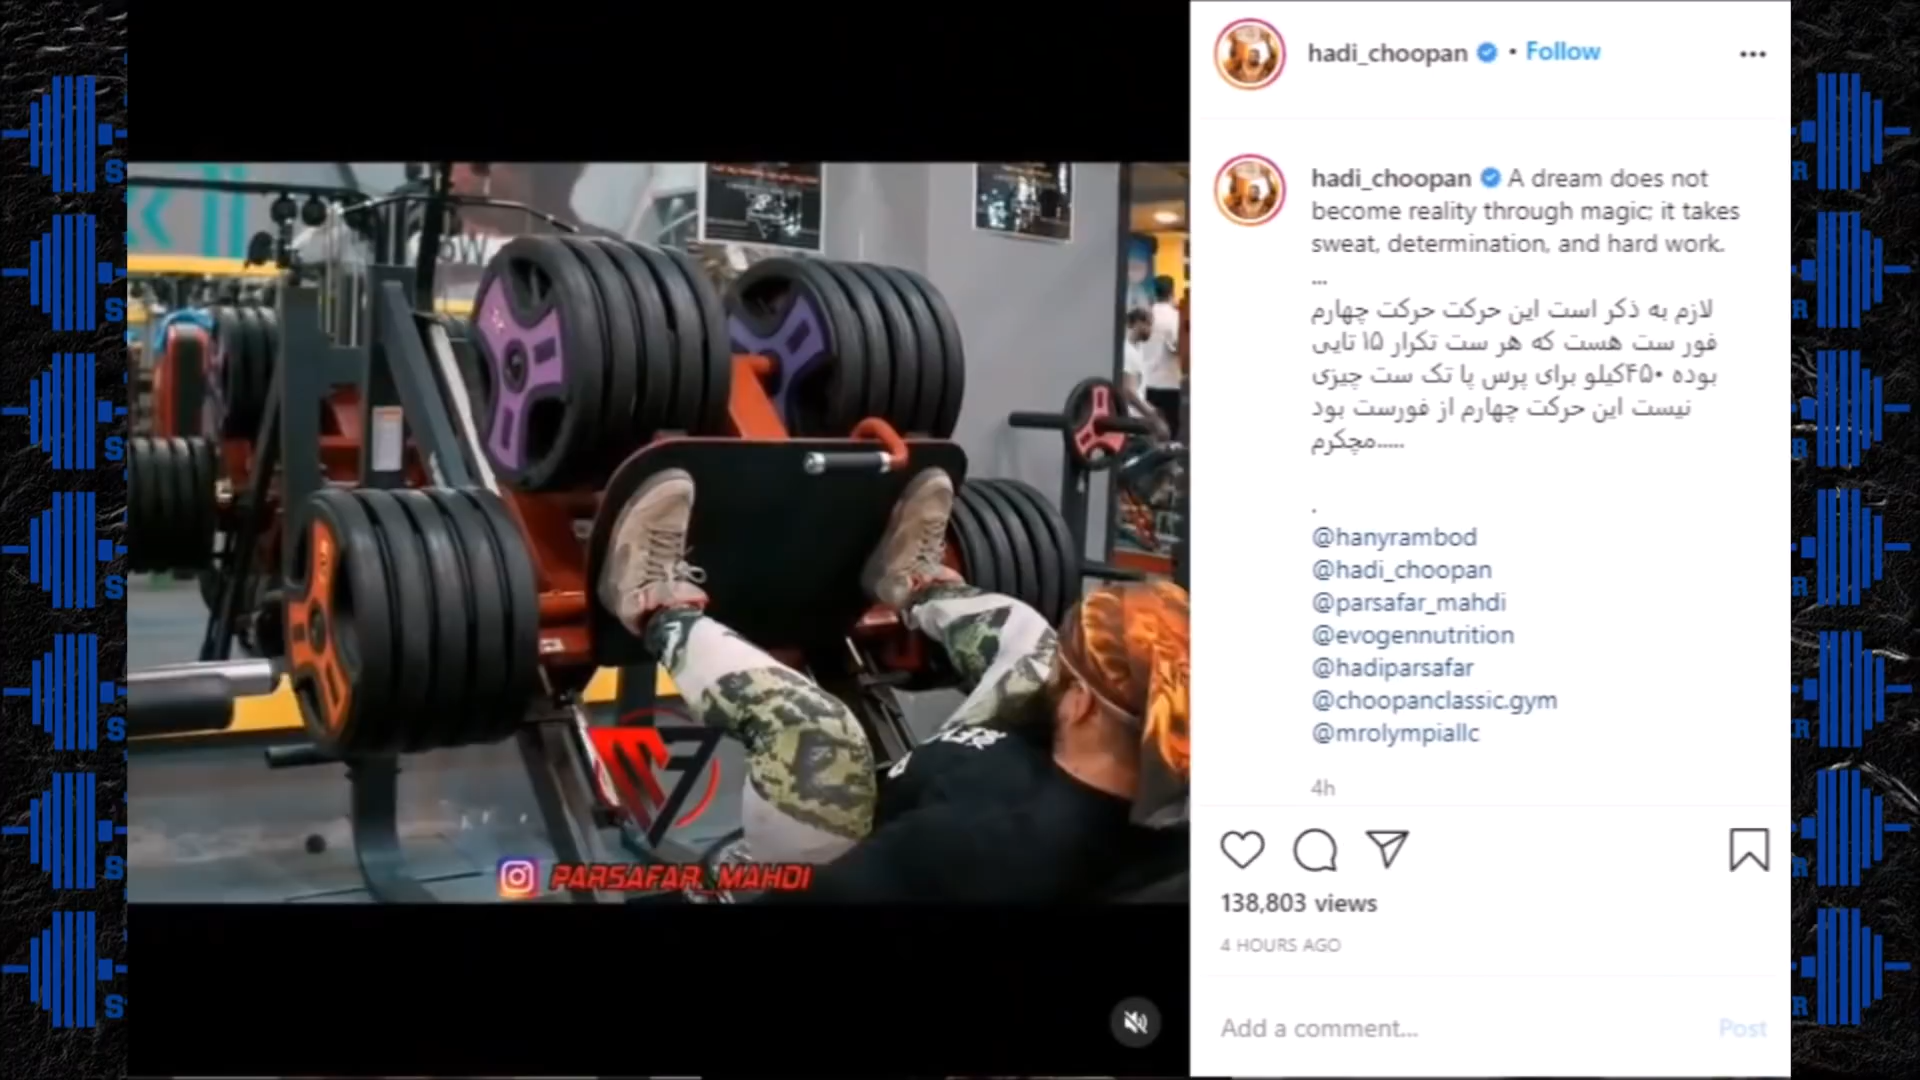 hadi_choopan • Follow
hadi_choopan A dream does not
become reality through magic; it takes
sweat, determination, and hard work.
...
لازم به ذکر است این حرکت حرکت چهارم
فور ست هست که هر ست تکرار ۱۵ تایی
بوده ۴۵۰کیلو برای پرس پا تک ست چیزی
نیست این حرکت چهارم از فورست بود
مچکرم.....
.
@hanyrambod
@hadi_choopan
@parsafar_mahdi
@evogennutrition
@hadiparsafar
@choopanclassic.gym
@mrolympiallc
4h
138,803 views
4 HOURS AGO
Add a comment...
Post
PARSAFAR_MAHDI